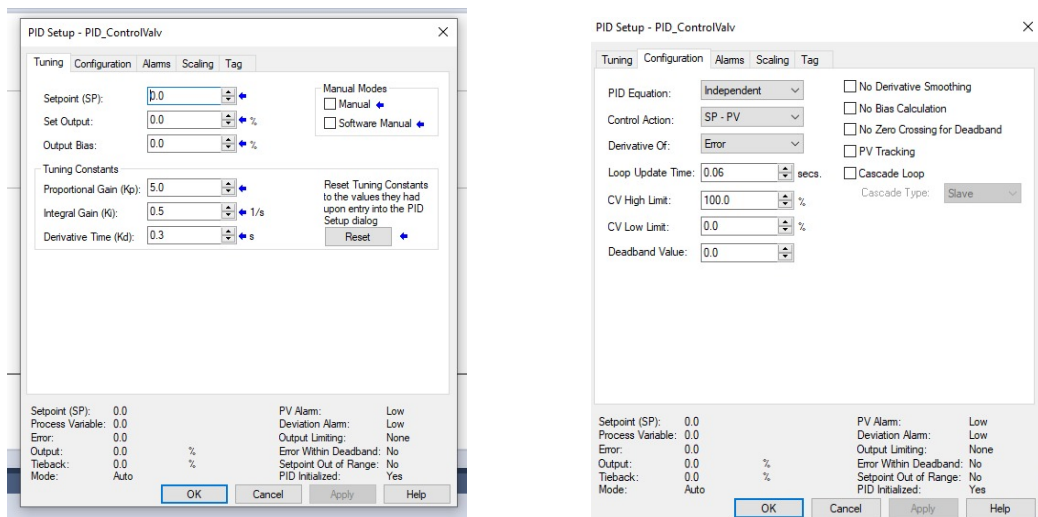 PID Setup - PID_ControlValv
Tuning Configuration Alarms Scaling Tag
Setpoint (SP): 0.0
Set Output: 0.0 %
Output Bias: 0.0 %
Manual Modes
Manual
Software Manual
Tuning Constants
Proportional Gain (Kp): 5.0
Integral Gain (Ki): 0.5 1/s
Derivative Time (Kd): 0.3 s
Reset Tuning Constants
to the values they had
upon entry into the PID
Setup dialog
Reset
Setpoint (SP): 0.0
Process Variable: 0.0
Error: 0.0
Output: 0.0 %
Tieback: 0.0 %
Mode: Auto
PV Alarm: Low
Deviation Alarm: Low
Output Limiting: None
Error Within Deadband: No
Setpoint Out of Range: No
PID Initialized: Yes
OK Cancel Apply Help
PID Setup - PID_ControlValv
Tuning Configuration Alarms Scaling Tag
PID Equation: Independent
Control Action: SP - PV
Derivative Of: Error
Loop Update Time: 0.06 secs.
CV High Limit: 100.0 %
CV Low Limit: 0.0 %
Deadband Value: 0.0
No Derivative Smoothing
No Bias Calculation
No Zero Crossing for Deadband
PV Tracking
Cascade Loop
Cascade Type: Slave
Setpoint (SP): 0.0
Process Variable: 0.0
Error: 0.0
Output: 0.0 %
Tieback: 0.0 %
Mode: Auto
PV Alarm: Low
Deviation Alarm: Low
Output Limiting: None
Error Within Deadband: No
Setpoint Out of Range: No
PID Initialized: Yes
OK Cancel Apply Help